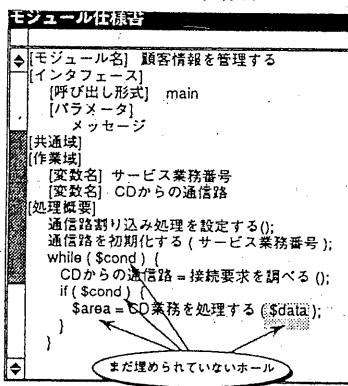 モジュール仕様書
[モジュール名] 顧客情報を管理する
[インタフェース]
[呼び出し形式] main
[パラメータ]
メッセージ
[共通域]
[作業域]
[変数名] サービス業務番号
[変数名] CDからの通信路
[処理概要]
通信路割り込み処理を設定する();
通信路を初期化する ( サービス業務番号 );
while ( $cond ) {
CDからの通信路 = 接続要求を調べる ();
if ( $cond ) {
$area = CD業務を処理する ( $data );
}
}
まだ埋められていないホール